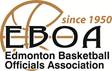 since 1950
EBOA
Edmonton Basketball
Officials Association